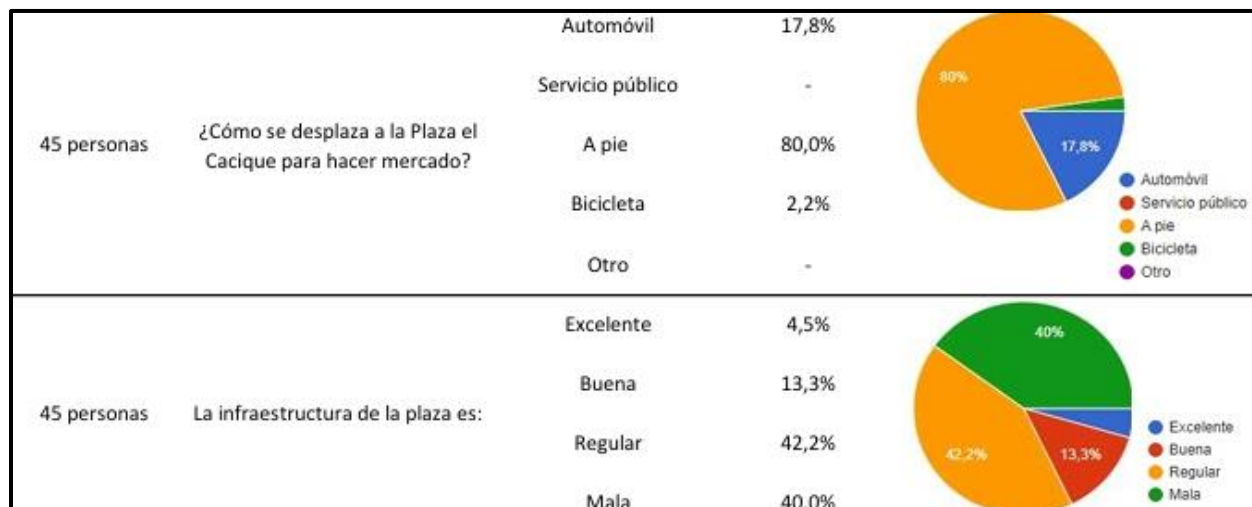 Automóvil 17,8%
Servicio público -
45 personas ¿Cómo se desplaza a la Plaza el
Cacique para hacer mercado?
A pie 80,0%
Bicicleta 2,2%
Otro -
80%
17,8%
Automóvil
Servicio público
A pie
Bicicleta
Otro
Excelente 4,5%
Buena 13,3%
45 personas La infraestructura de la plaza es:
Regular 42,2%
Mala 40,0%
40%
42,2%
13,3%
Excelente
Buena
Regular
Mala